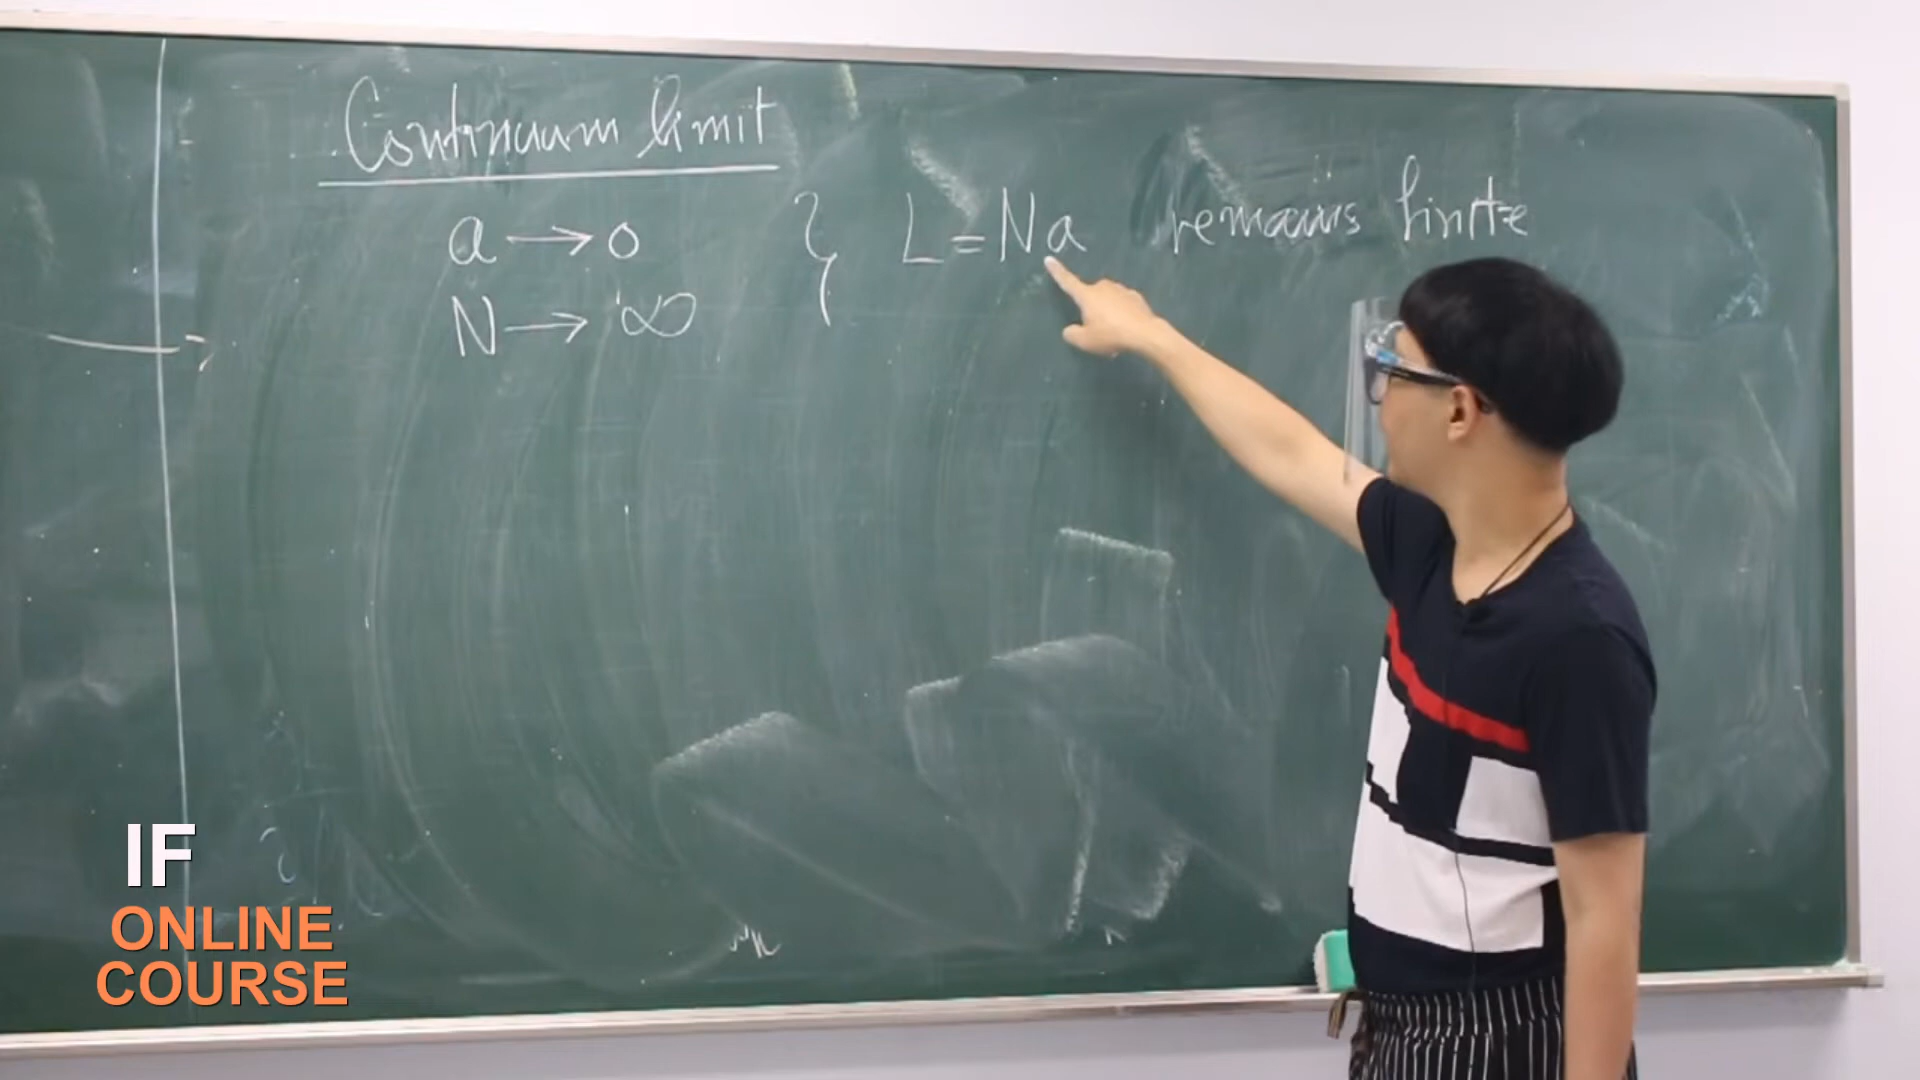 Continuum limit
a → 0 } L = Na remains finite
N → ∞
IF
ONLINE
COURSE